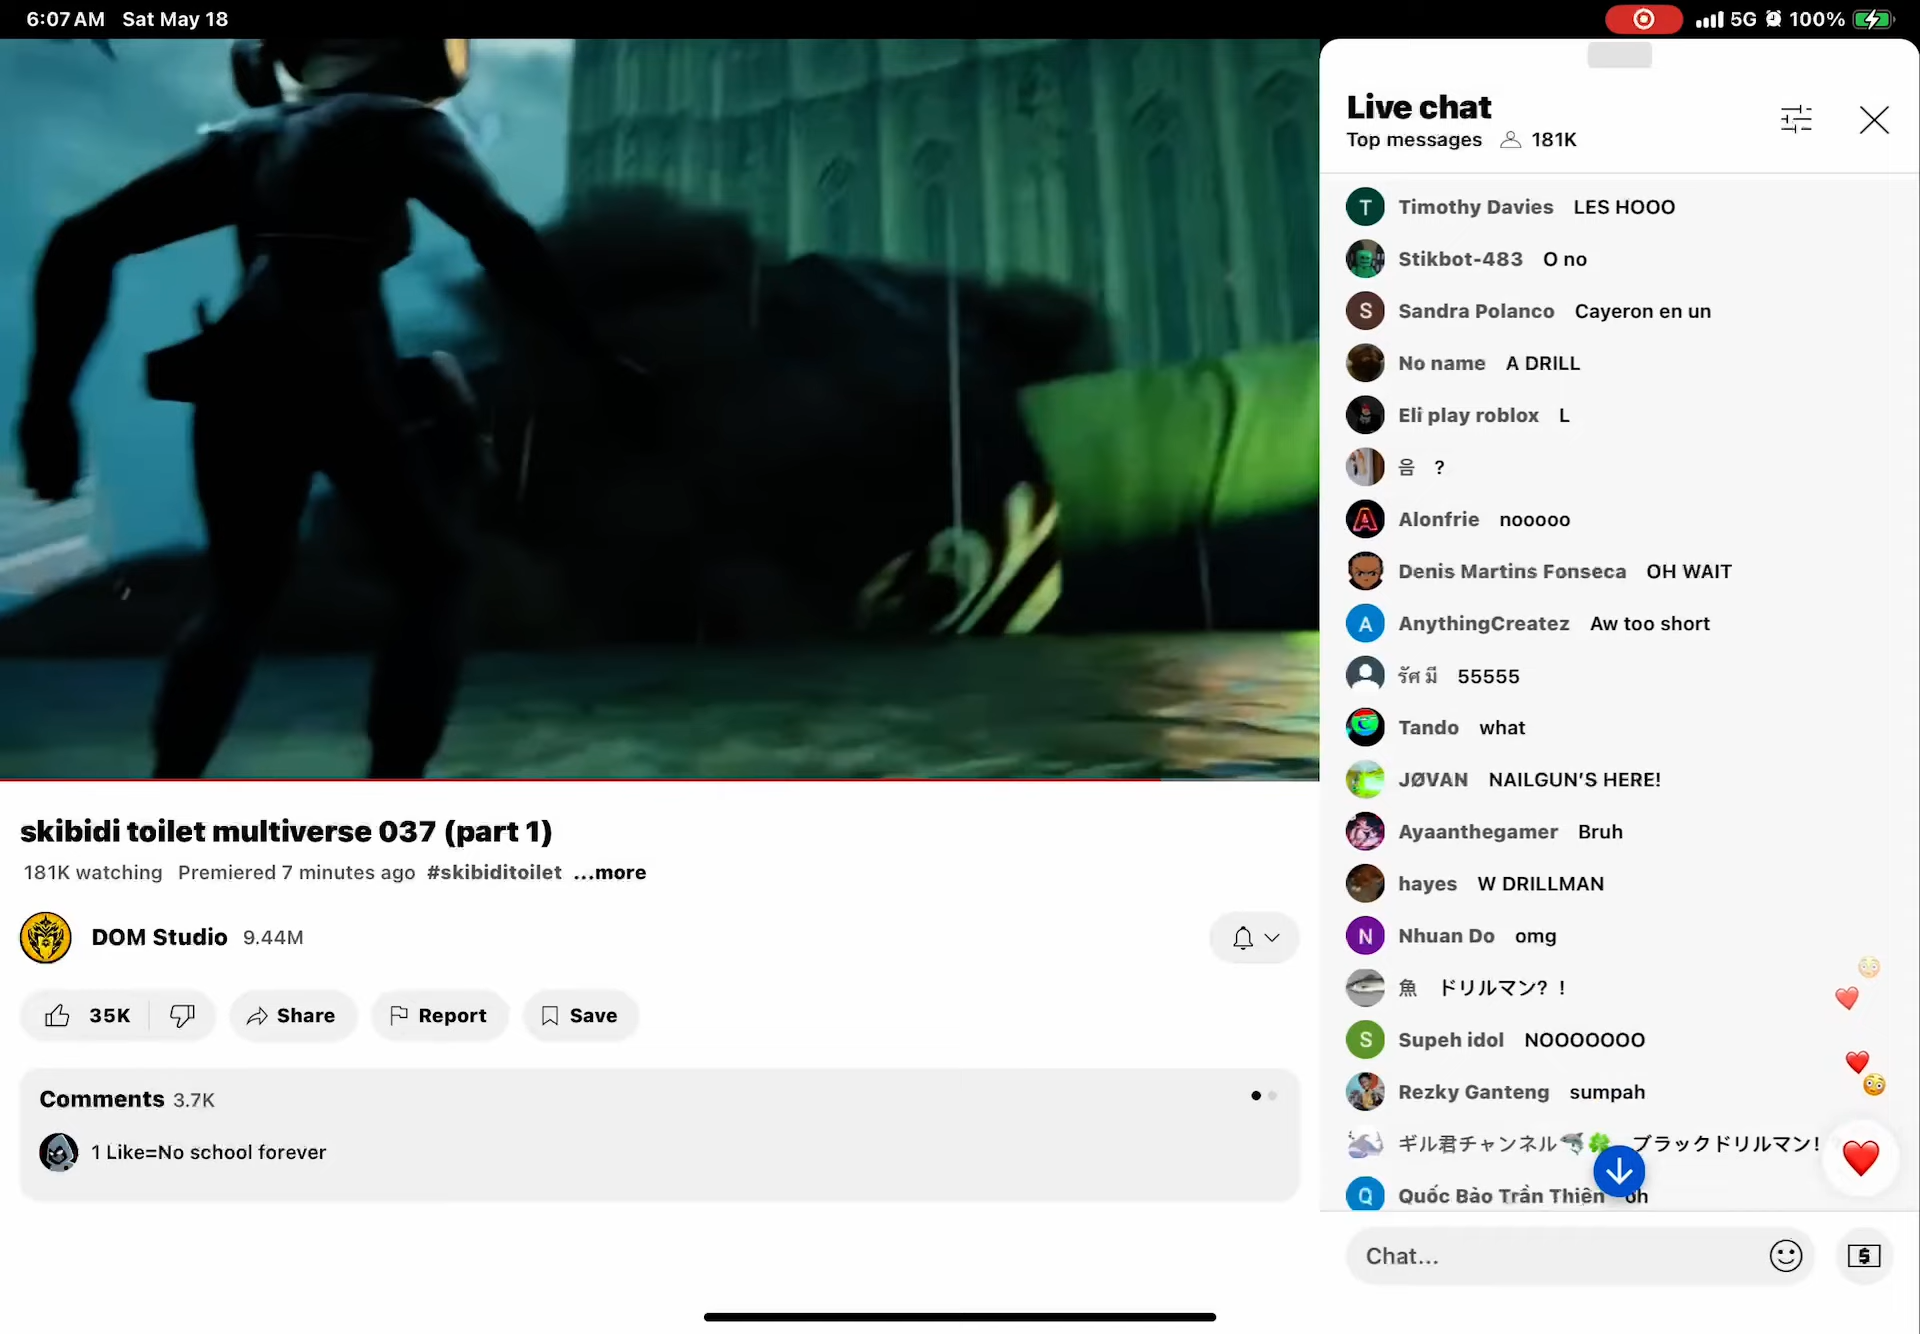 6:07 AM Sat May 18
5G 100%
Live chat
Top messages 181K
T Timothy Davies LES HOOO
Stikbot-483 O no
S Sandra Polanco Cayeron en un
No name A DRILL
Eli play roblox L
음 ?
A Alonfrie nooooo
Denis Martins Fonseca OH WAIT
A AnythingCreatez Aw too short
รัศมี 55555
Tando what
JØVAN NAILGUN'S HERE!
Ayaanthegamer Bruh
hayes W DRILLMAN
N Nhuan Do omg
魚 ドリルマン?！
S Supeh idol NOOOOOOO
Rezky Ganteng sumpah
ギル君チャンネル🦈🍀 ブラックドリルマン!
Q Quốc Bảo Trần Thiên oh
Chat...
skibidi toilet multiverse 037 (part 1)
181K watching Premiered 7 minutes ago #skibiditoilet ...more
DOM Studio 9.44M
35K Share Report Save
Comments 3.7K
1 Like=No school forever